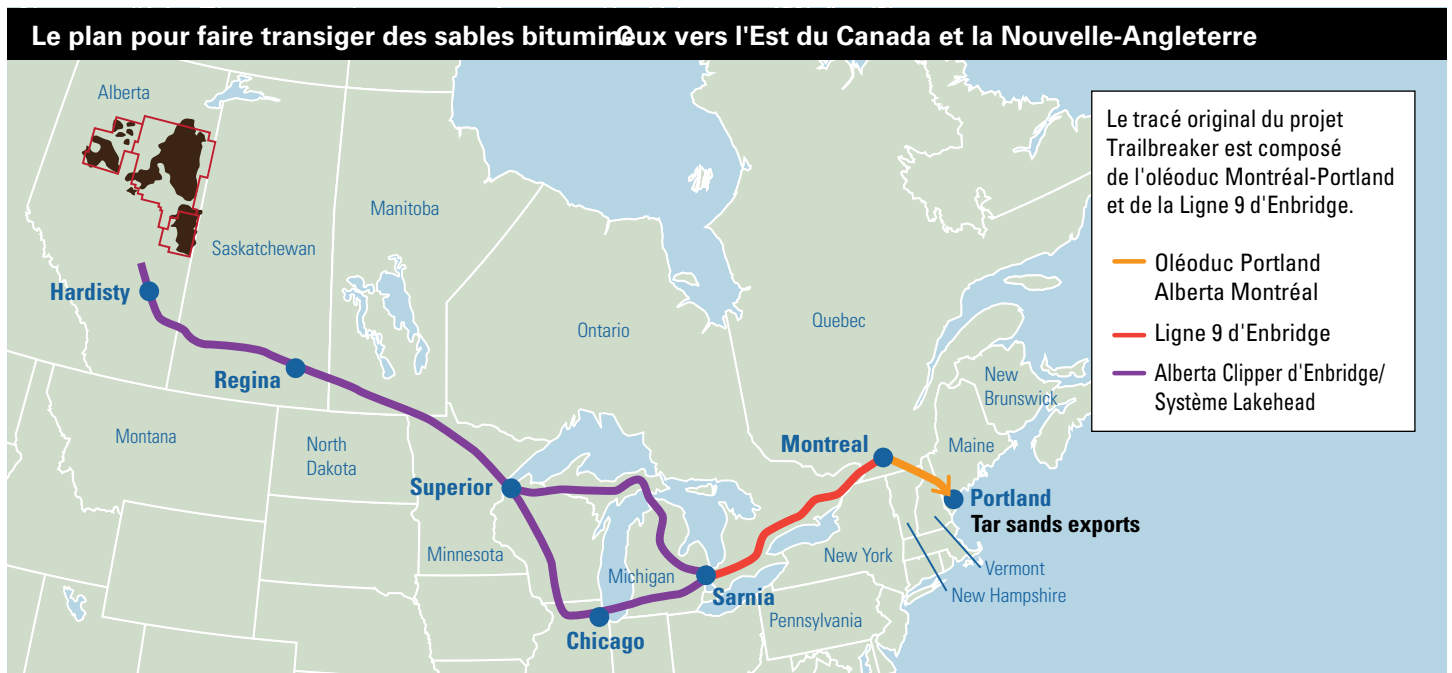 Le plan pour faire transiger des sables bitumineux vers l'Est du Canada et la Nouvelle-Angleterre
Alberta
Le tracé original du projet
Trailbreaker est composé
de l'oléoduc Montréal-Portland
et de la Ligne 9 d'Enbridge.
Oléoduc Portland
Alberta Montréal
Ligne 9 d'Enbridge
Alberta Clipper d'Enbridge/
Système Lakehead
Manitoba
Saskatchewan
Hardisty
Ontario
Quebec
Regina
New
Brunswick
Montana
North
Dakota
Montreal
Maine
Superior
Portland
Tar sands exports
Minnesota
Michigan
New York
Vermont
New Hampshire
Sarnia
Pennsylvania
Chicago